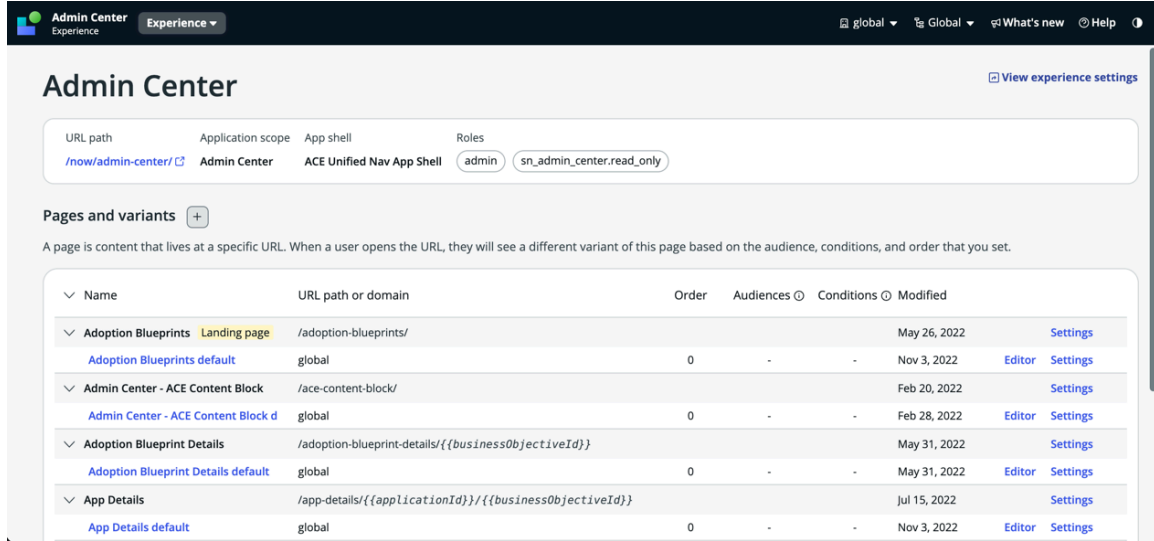 Admin Center Experience ▾ global ▾ Global ▾ What's new Help
Experience
Admin Center View experience settings
URL path Application scope App shell Roles
/now/admin-center/ Admin Center ACE Unified Nav App Shell admin sn_admin_center.read_only
Pages and variants +
A page is content that lives at a specific URL. When a user opens the URL, they will see a different variant of this page based on the audience, conditions, and order that you set.
Name URL path or domain Order Audiences Conditions Modified
Adoption Blueprints Landing page /adoption-blueprints/ May 26, 2022 Settings
Adoption Blueprints default global 0 - - Nov 3, 2022 Editor Settings
Admin Center - ACE Content Block /ace-content-block/ Feb 20, 2022 Settings
Admin Center - ACE Content Block d global 0 - - Feb 28, 2022 Editor Settings
Adoption Blueprint Details /adoption-blueprint-details/{{businessObjectiveId}} May 31, 2022 Settings
Adoption Blueprint Details default global 0 - - May 31, 2022 Editor Settings
App Details /app-details/{{applicationId}}/{{businessObjectiveId}} Jul 15, 2022 Settings
App Details default global 0 - - Nov 3, 2022 Editor Settings